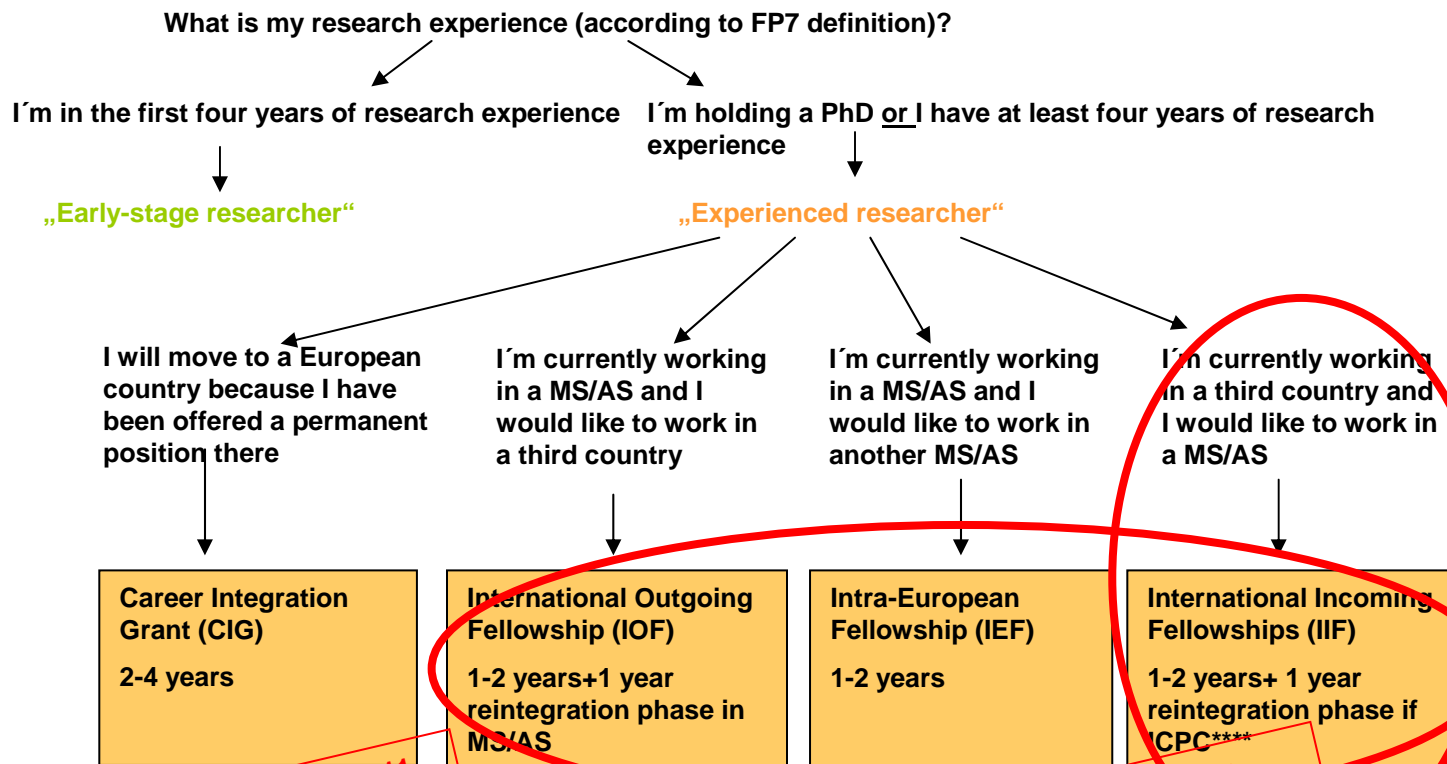 What is my research experience (according to FP7 definition)?
I´m in the first four years of research experience
I´m holding a PhD or I have at least four years of research
experience
„Early-stage researcher“
„Experienced researcher“
I will move to a European
country because I have
been offered a permanent
position there
I´m currently working
in a MS/AS and I
would like to work in
a third country
I´m currently working
in a MS/AS and I
would like to work in
another MS/AS
I´m currently working
in a third country and
I would like to work in
a MS/AS
Career Integration
Grant (CIG)
2-4 years
International Outgoing
Fellowship (IOF)
1-2 years+1 year
reintegration phase in
MS/AS
Intra-European
Fellowship (IEF)
1-2 years
International Incoming
Fellowships (IIF)
1-2 years+ 1 year
reintegration phase if
ICPC****